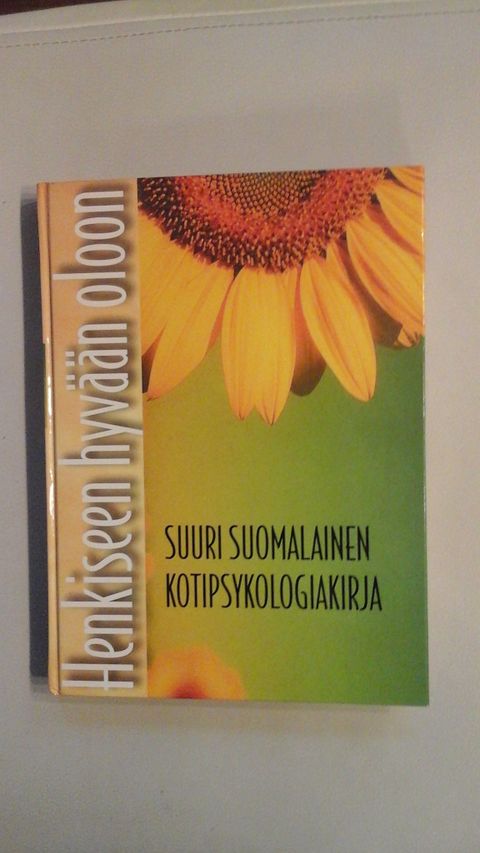 Henkiseen hyvään oloon
SUURI SUOMALAINEN
KOTIPSYKOLOGIAKIRJA